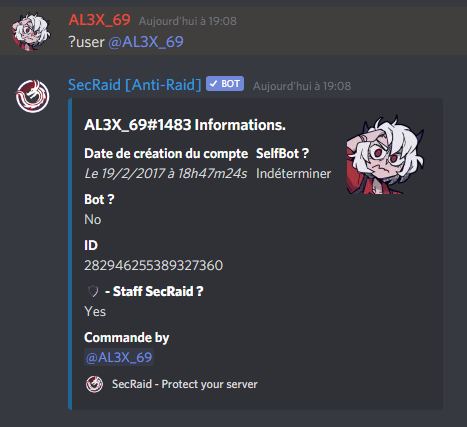 AL3X_69 Aujourd'hui à 19:08
?user @AL3X_69
SecRaid [Anti-Raid] BOT Aujourd'hui à 19:08
AL3X_69#1483 Informations.
Date de création du compte SelfBot ?
Le 19/2/2017 à 18h47m24s Indéterminer
Bot ?
No
ID
282946255389327360
- Staff SecRaid ?
Yes
Commande by
@AL3X_69
SecRaid - Protect your server